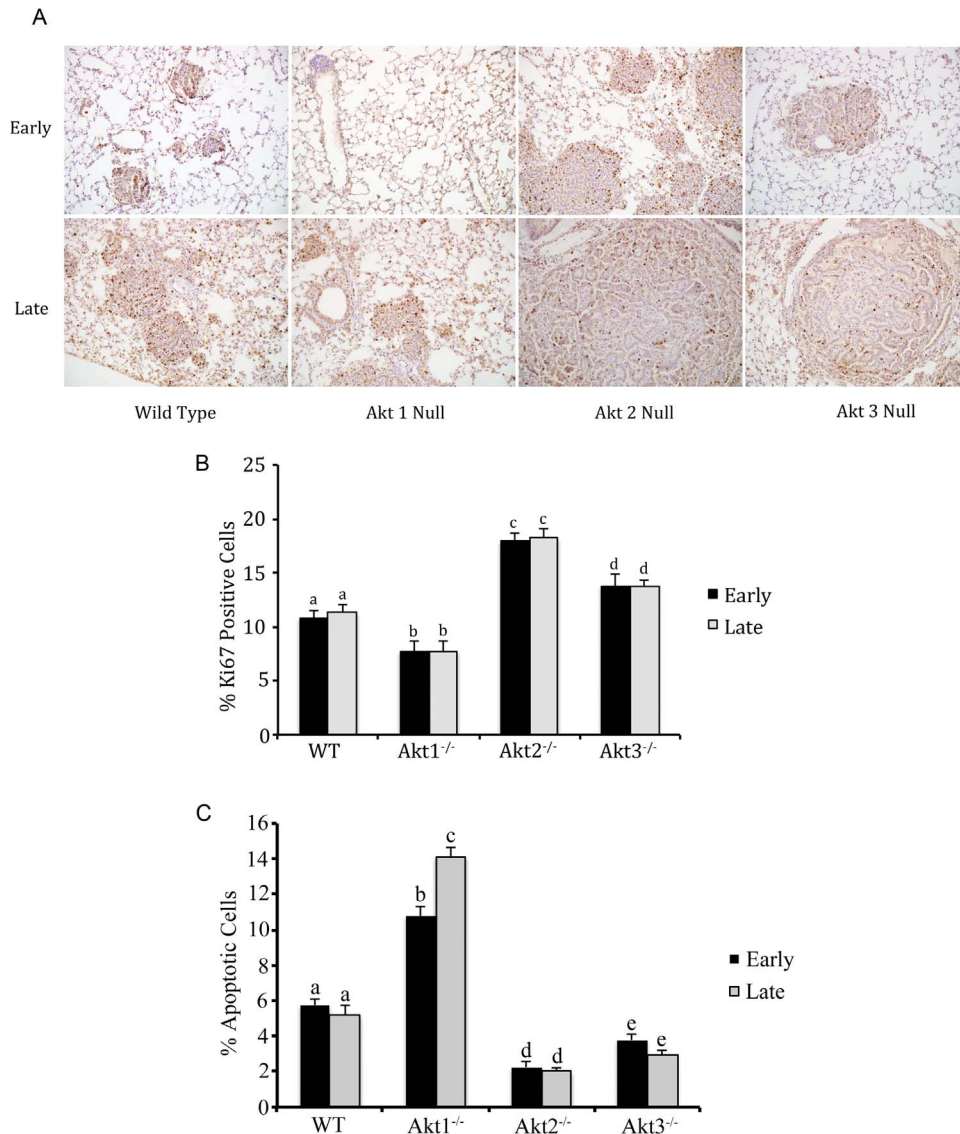 A
Early
Late
Wild Type Akt 1 Null Akt 2 Null Akt 3 Null
B
% Ki67 Positive Cells
25
20
15
10
5
0
a a b b c c d d
WT Akt1-/- Akt2-/- Akt3-/-
Early
Late
C
% Apoptotic Cells
16
14
12
10
8
6
4
2
0
a a b c d d e e
WT Akt1-/- Akt2-/- Akt3-/-
Early
Late